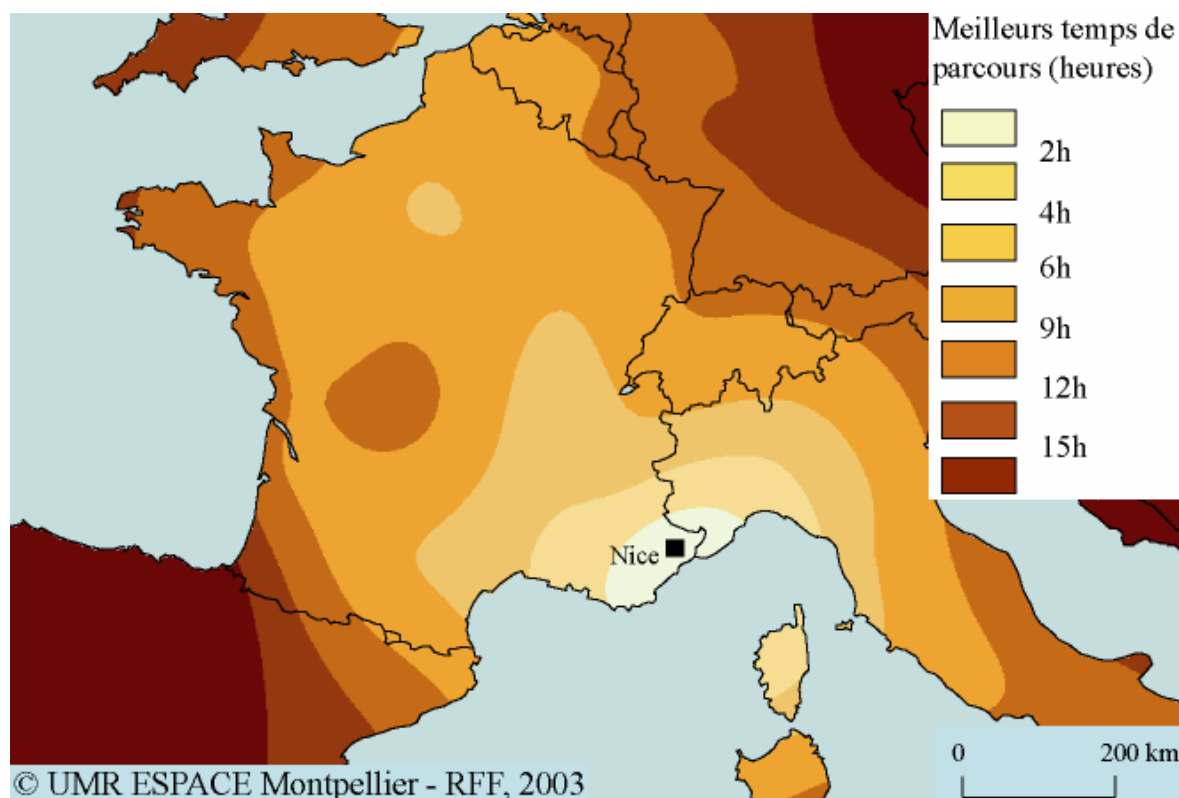 Meilleurs temps de
parcours (heures)
2h
4h
6h
9h
12h
15h
Nice
0 200 km
© UMR ESPACE Montpellier - RFF, 2003